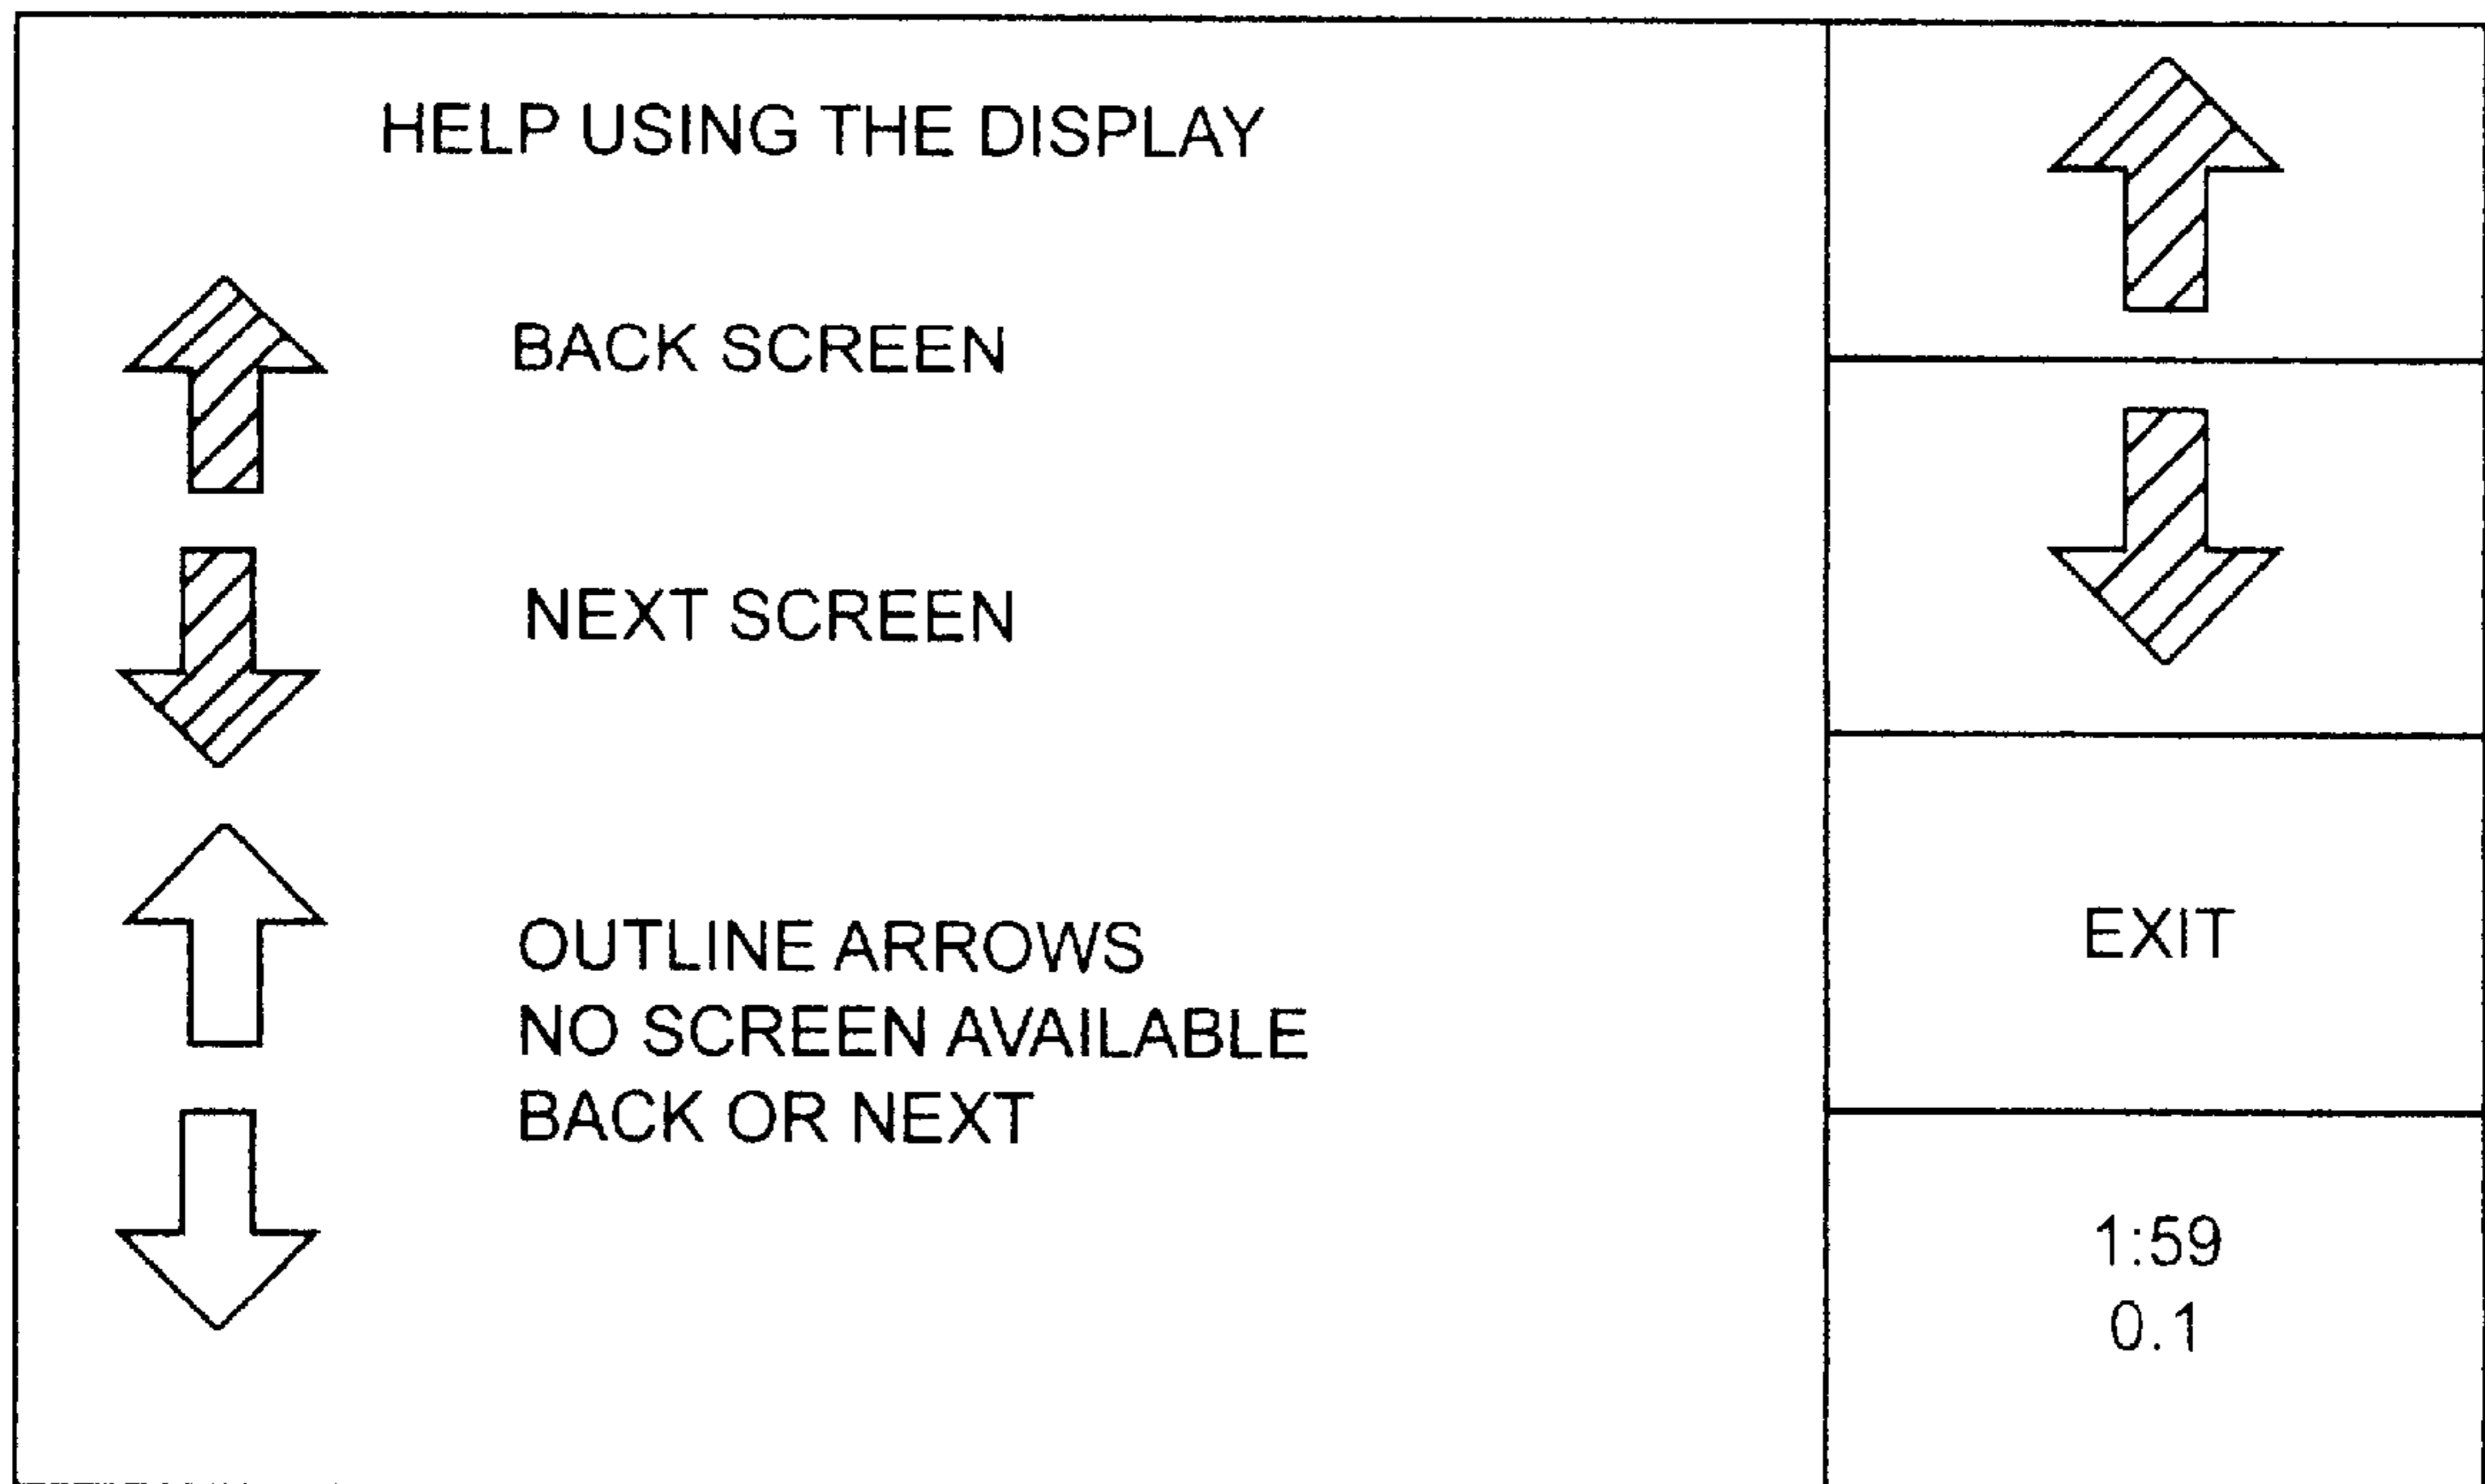 HELP USING THE DISPLAY
BACK SCREEN
NEXT SCREEN
OUTLINE ARROWS
NO SCREEN AVAILABLE
BACK OR NEXT
EXIT
1:59
0.1